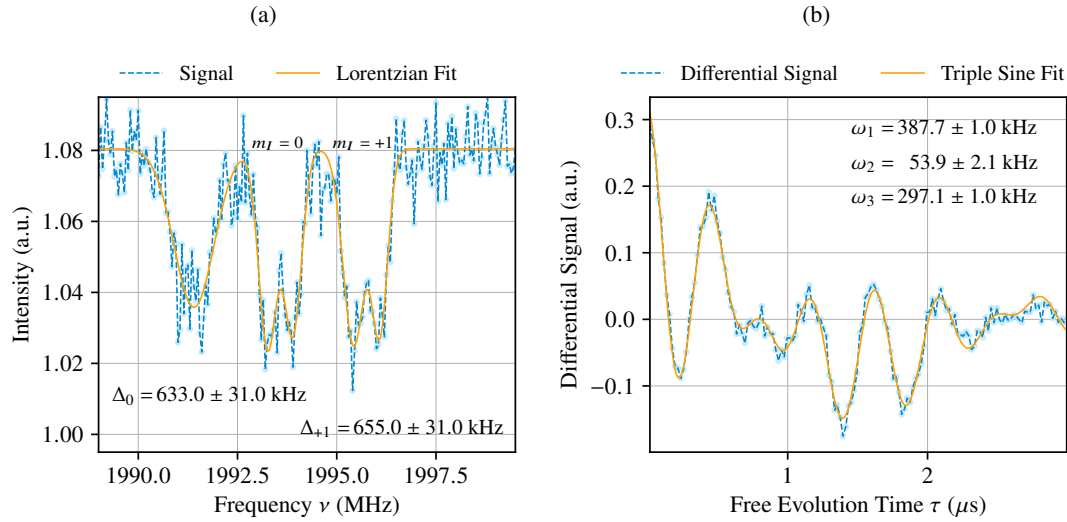 (a)
Signal
Lorentzian Fit
1.08
1.06
1.04
1.02
1.00
Intensity (a.u.)
m_I = 0
m_I = +1
Δ_0 = 633.0 ± 31.0 kHz
Δ_{+1} = 655.0 ± 31.0 kHz
1990.0 1992.5 1995.0 1997.5
Frequency ν (MHz)
(b)
Differential Signal
Triple Sine Fit
0.3
0.2
0.1
0.0
−0.1
Differential Signal (a.u.)
ω_1 = 387.7 ± 1.0 kHz
ω_2 = 53.9 ± 2.1 kHz
ω_3 = 297.1 ± 1.0 kHz
1 2
Free Evolution Time τ (μs)